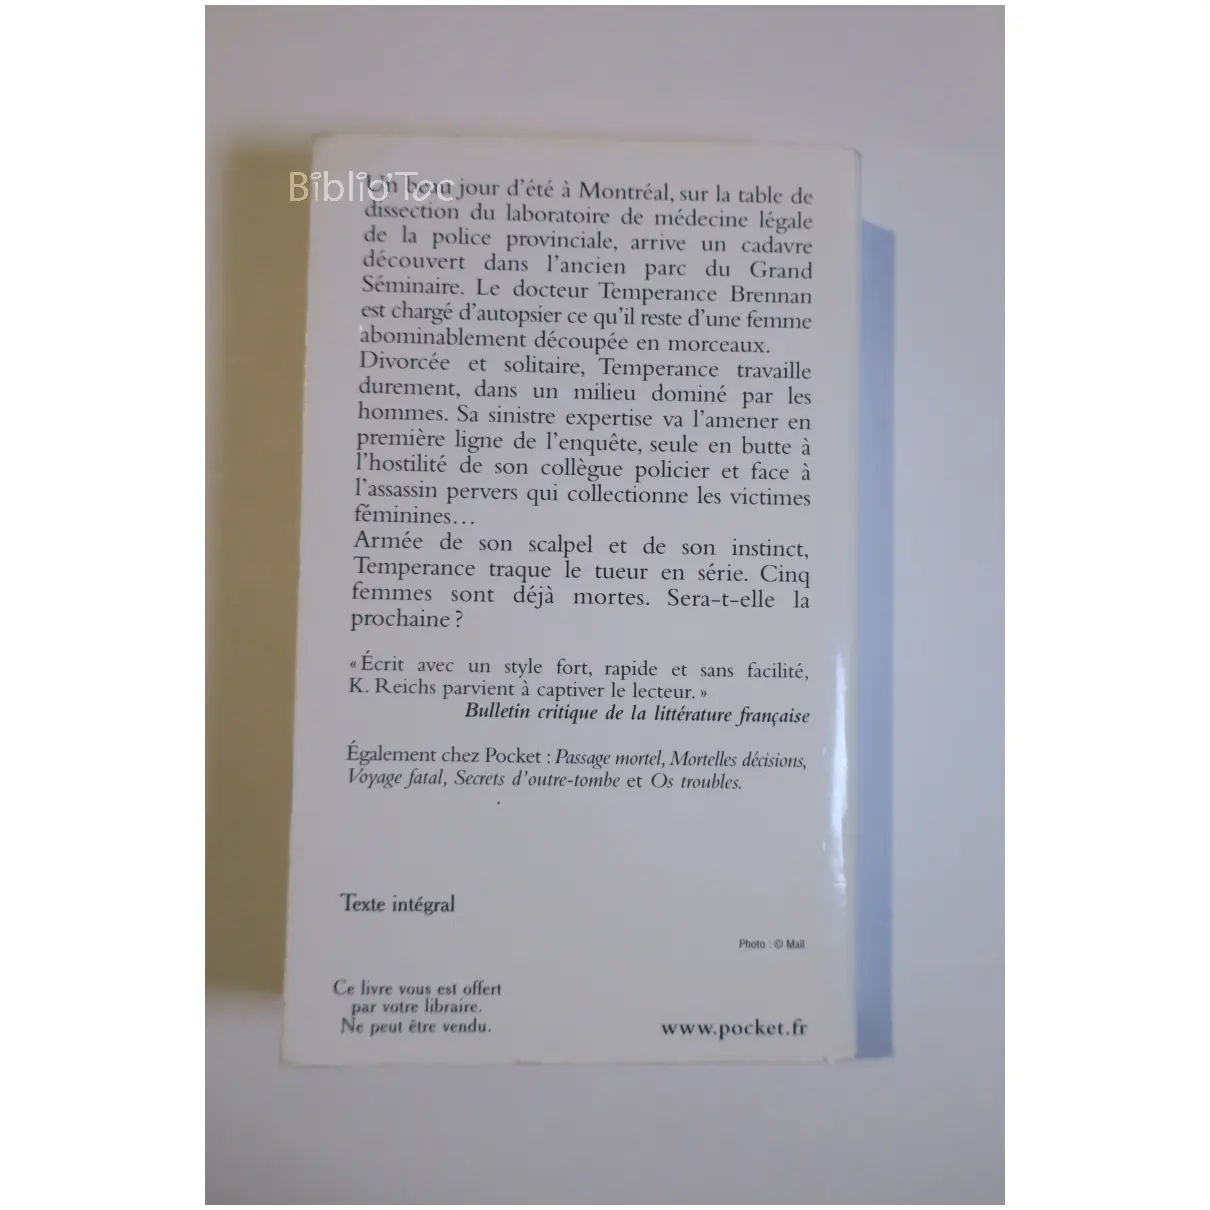 Biblio'Toc
Un beau jour d'été à Montréal, sur la table de
dissection du laboratoire de médecine légale
de la police provinciale, arrive un cadavre
découvert dans l'ancien parc du Grand
Séminaire. Le docteur Temperance Brennan
est chargé d'autopsier ce qu'il reste d'une femme
abominablement découpée en morceaux.
Divorcée et solitaire, Temperance travaille
durement, dans un milieu dominé par les
hommes. Sa sinistre expertise va l'amener en
première ligne de l'enquête, seule en butte à
l'hostilité de son collègue policier et face à
l'assassin pervers qui collectionne les victimes
féminines…
Armée de son scalpel et de son instinct,
Temperance traque le tueur en série. Cinq
femmes sont déjà mortes. Sera-t-elle la
prochaine ?
« Écrit avec un style fort, rapide et sans facilité,
K. Reichs parvient à captiver le lecteur. »
Bulletin critique de la littérature française
Également chez Pocket : Passage mortel, Mortelles décisions,
Voyage fatal, Secrets d'outre-tombe et Os troubles.
Texte intégral
Photo : © Mall
Ce livre vous est offert
par votre libraire.
Ne peut être vendu.
www.pocket.fr